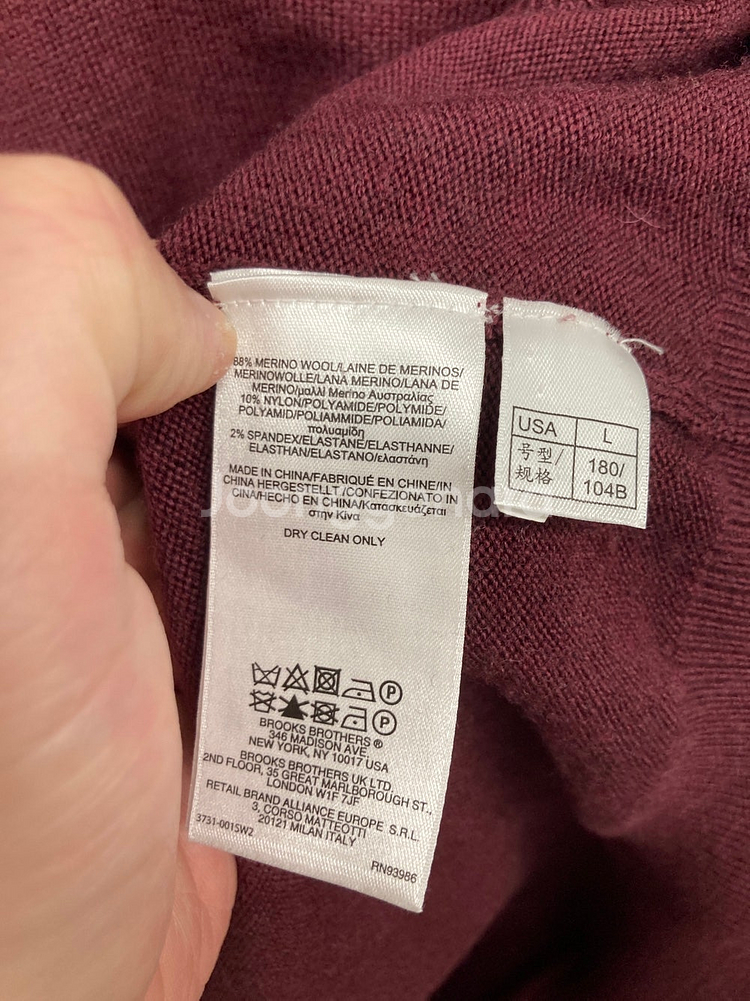 88% MERINO WOOL/LAINE DE MERINOS/
MERINOWOLLE/LANA MERINO/LANA DE
MERINO/μαλλί Merino Αυστραλίας
10% NYLON/POLYAMIDE/POLYMIDE/
POLYAMID/POLIAMMIDE/POLIAMIDA/
πολυαμίδη
2% SPANDEX/ELASTANE/ELASTHANNE/
ELASTHAN/ELASTANO/ελαστάνη
MADE IN CHINA/FABRIQUÉ EN CHINE/IN
CHINA HERGESTELLT /CONFEZIONATO IN
CINA/HECHO EN CHINA/Κατασκευάζεται
στην Κίνα
DRY CLEAN ONLY
P
P
BROOKS BROTHERS ®
346 MADISON AVE,
NEW YORK, NY 10017 USA
BROOKS BROTHERS UK LTD,
2ND FLOOR, 35 GREAT MARLBOROUGH ST.,
LONDON W1F 7JF
RETAIL BRAND ALLIANCE EUROPE S.R.L.
3, CORSO MATTEOTTI
20121 MILAN ITALY
3731-0015W2
RN93986
USA L
号型/规格 180/104B